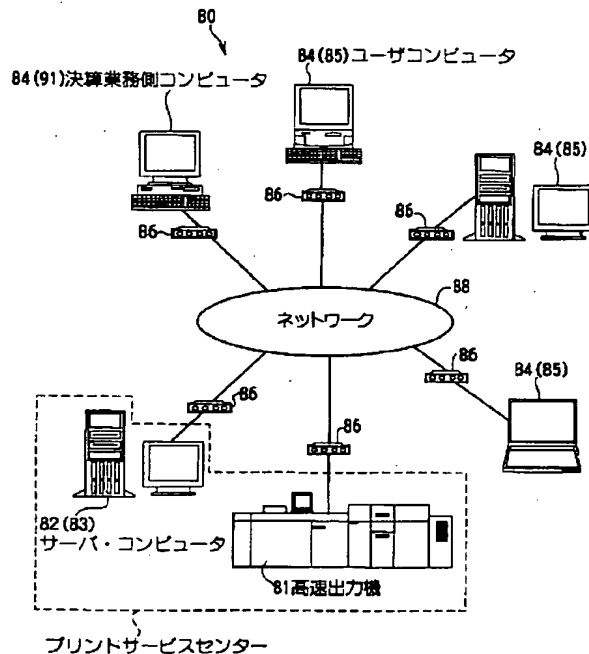 80
84(85)ユーザコンピュータ
84(91)決算業務側コンピュータ
84(85)
86
86
86
88
ネットワーク
86
84(85)
86
86
82(83)
サーバ・コンピュータ
81高速出力機
プリントサービスセンター